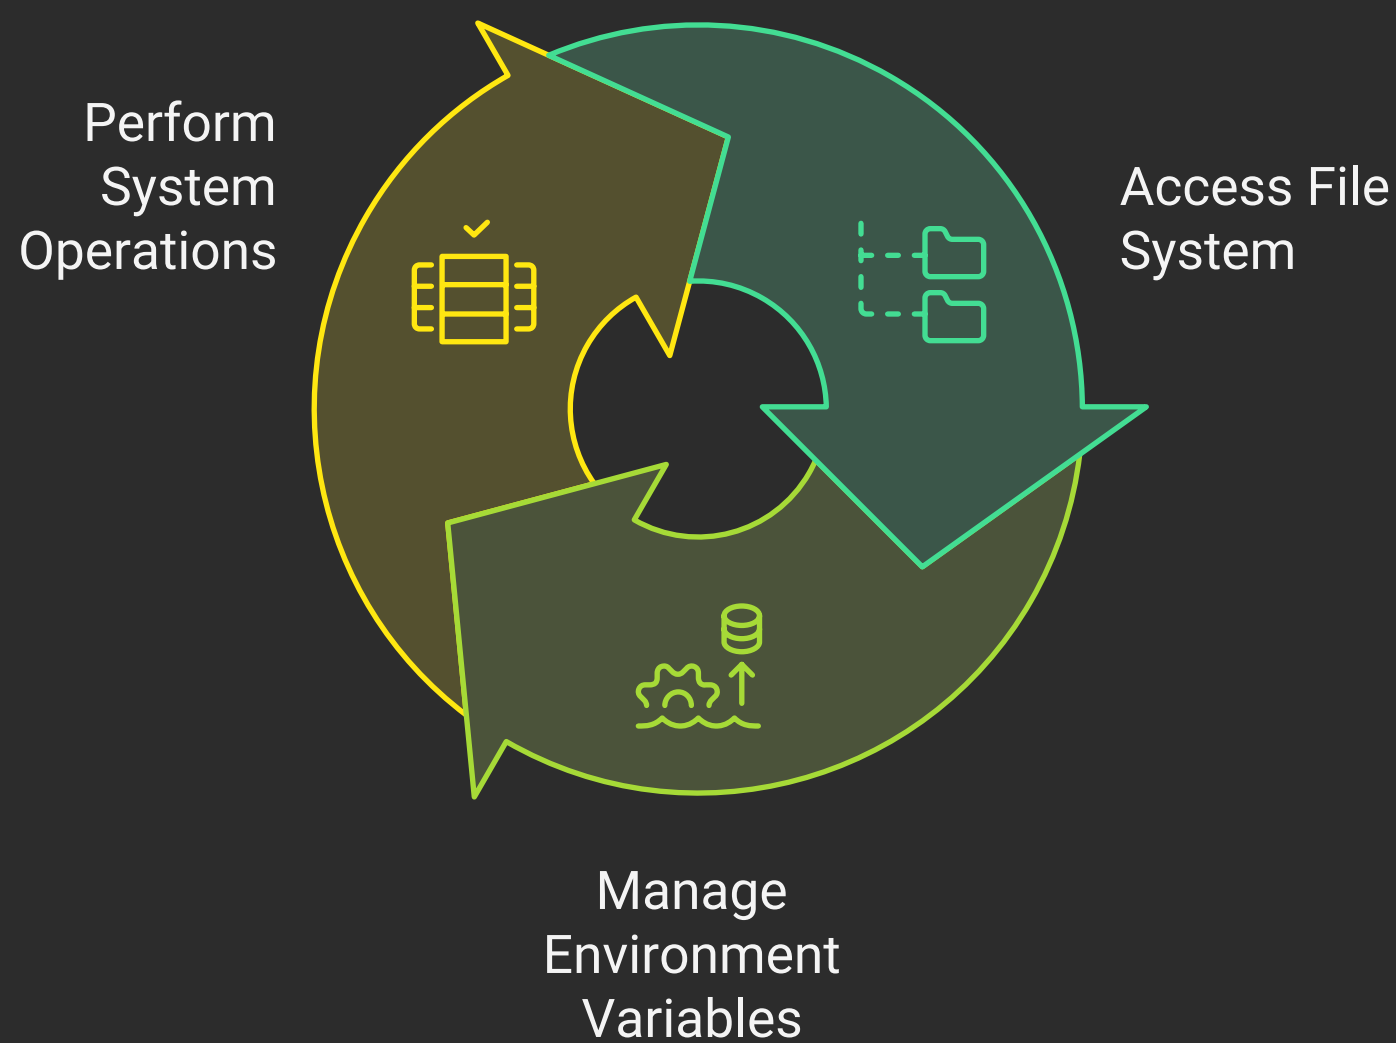 Perform
System
Operations
Access File
System
Manage
Environment
Variables